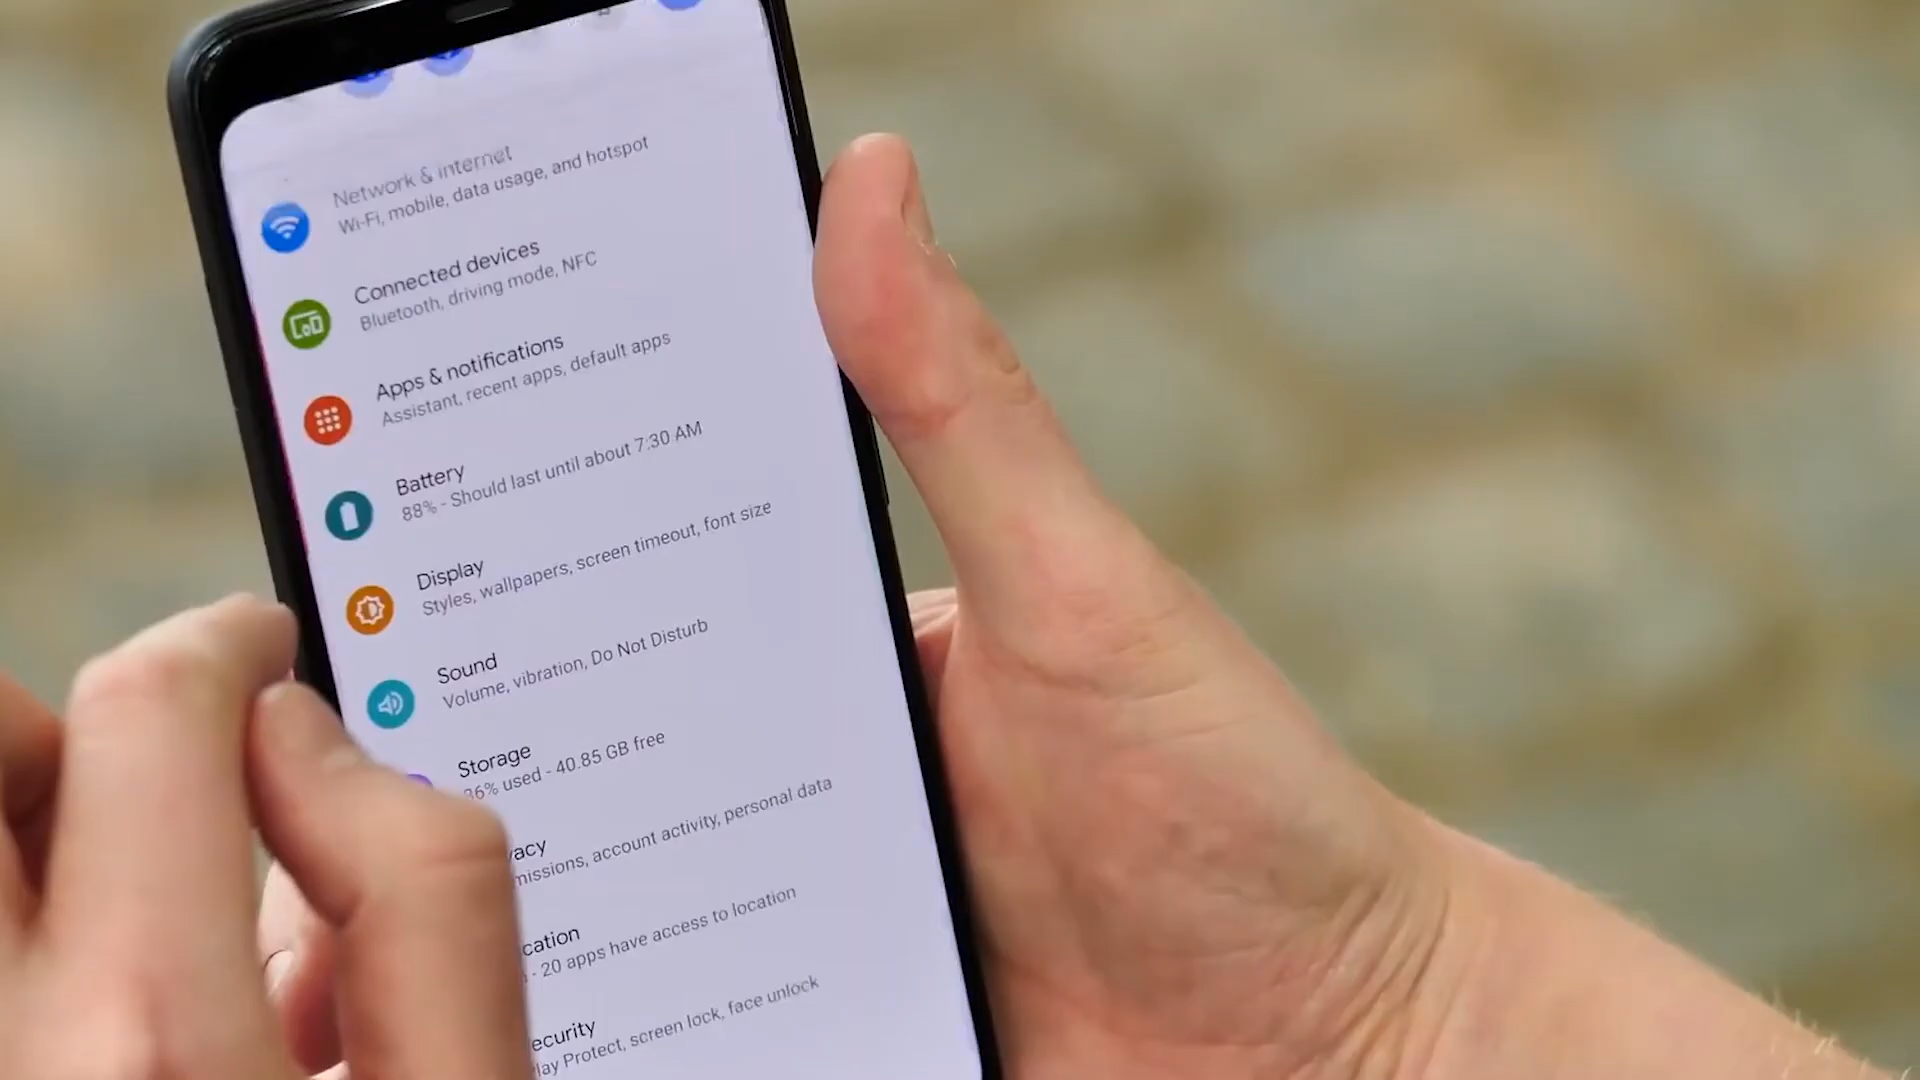 Network & internet
Wi-Fi, mobile, data usage, and hotspot
Connected devices
Bluetooth, driving mode, NFC
Apps & notifications
Assistant, recent apps, default apps
Battery
88% - Should last until about 7:30 AM
Display
Styles, wallpapers, screen timeout, font size
Sound
Volume, vibration, Do Not Disturb
Storage
36% used - 40.85 GB free
vacy
missions, account activity, personal data
cation
- 20 apps have access to location
ecurity
lay Protect, screen lock, face unlock